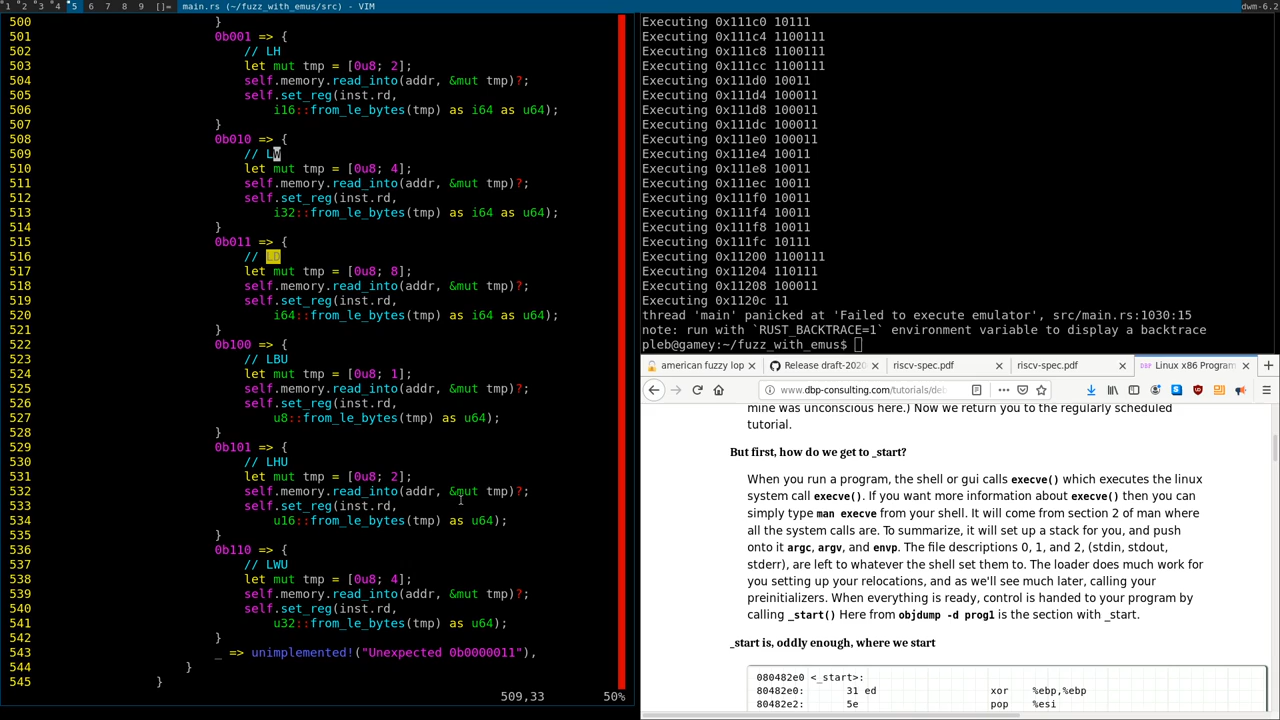 1 2 3 4 5 6 7 8 9 []= main.rs (~/fuzz_with_emus/src) - VIM dwm-6.2
500 }
501 0b001 => {
502 // LH
503 let mut tmp = [0u8; 2];
504 self.memory.read_into(addr, &mut tmp)?;
505 self.set_reg(inst.rd,
506 i16::from_le_bytes(tmp) as i64 as u64);
507 }
508 0b010 => {
509 // LW
510 let mut tmp = [0u8; 4];
511 self.memory.read_into(addr, &mut tmp)?;
512 self.set_reg(inst.rd,
513 i32::from_le_bytes(tmp) as i64 as u64);
514 }
515 0b011 => {
516 // LD
517 let mut tmp = [0u8; 8];
518 self.memory.read_into(addr, &mut tmp)?;
519 self.set_reg(inst.rd,
520 i64::from_le_bytes(tmp) as i64 as u64);
521 }
522 0b100 => {
523 // LBU
524 let mut tmp = [0u8; 1];
525 self.memory.read_into(addr, &mut tmp)?;
526 self.set_reg(inst.rd,
527 u8::from_le_bytes(tmp) as u64);
528 }
529 0b101 => {
530 // LHU
531 let mut tmp = [0u8; 2];
532 self.memory.read_into(addr, &mut tmp)?;
533 self.set_reg(inst.rd,
534 u16::from_le_bytes(tmp) as u64);
535 }
536 0b110 => {
537 // LWU
538 let mut tmp = [0u8; 4];
539 self.memory.read_into(addr, &mut tmp)?;
540 self.set_reg(inst.rd,
541 u32::from_le_bytes(tmp) as u64);
542 }
543 _ => unimplemented!("Unexpected 0b0000011"),
544 }
545 }
509,33 50%
Executing 0x111c0 10111
Executing 0x111c4 1100111
Executing 0x111c8 1100111
Executing 0x111cc 1100111
Executing 0x111d0 10011
Executing 0x111d4 100011
Executing 0x111d8 100011
Executing 0x111dc 100011
Executing 0x111e0 100011
Executing 0x111e4 10011
Executing 0x111e8 10011
Executing 0x111ec 10011
Executing 0x111f0 10011
Executing 0x111f4 10011
Executing 0x111f8 10011
Executing 0x111fc 10111
Executing 0x11200 1100111
Executing 0x11204 110111
Executing 0x11208 100011
Executing 0x1120c 11
thread 'main' panicked at 'Failed to execute emulator', src/main.rs:1030:15
note: run with `RUST_BACKTRACE=1` environment variable to display a backtrace
pleb@gamey:~/fuzz_with_emus$
american fuzzy lop Release draft-2020 riscv-spec.pdf riscv-spec.pdf Linux x86 Program
www.dbp-consulting.com/tutorials/de
mine was unconscious here.) Now we return you to the regularly scheduled
tutorial.
But first, how do we get to _start?
When you run a program, the shell or gui calls execve() which executes the linux
system call execve(). If you want more information about execve() then you can
simply type man execve from your shell. It will come from section 2 of man where
all the system calls are. To summarize, it will set up a stack for you, and push
onto it argc, argv, and envp. The file descriptions 0, 1, and 2, (stdin, stdout,
stderr), are left to whatever the shell set them to. The loader does much work for
you setting up your relocations, and as we'll see much later, calling your
preinitializers. When everything is ready, control is handed to your program by
calling _start() Here from objdump -d prog1 is the section with _start.
_start is, oddly enough, where we start
080482e0 <_start>:
80482e0: 31 ed xor %ebp,%ebp
80482e2: 5e pop %esi